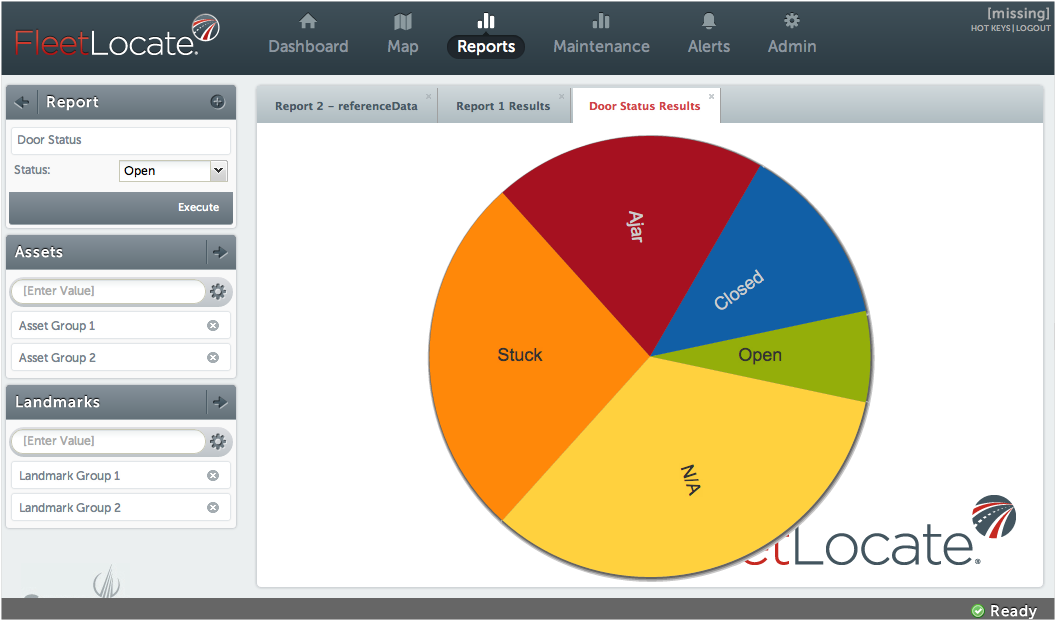 FleetLocate.
Dashboard
Map
Reports
Maintenance
Alerts
Admin
[missing]
HOT KEYS|LOGOUT
Report
Door Status
Status:
Open
Execute
Assets
[Enter Value]
Asset Group 1
Asset Group 2
Landmarks
[Enter Value]
Landmark Group 1
Landmark Group 2
Report 2 - referenceData
Report 1 Results
Door Status Results
Ajar
Closed
Stuck
Open
N/A
etLocate.
Ready